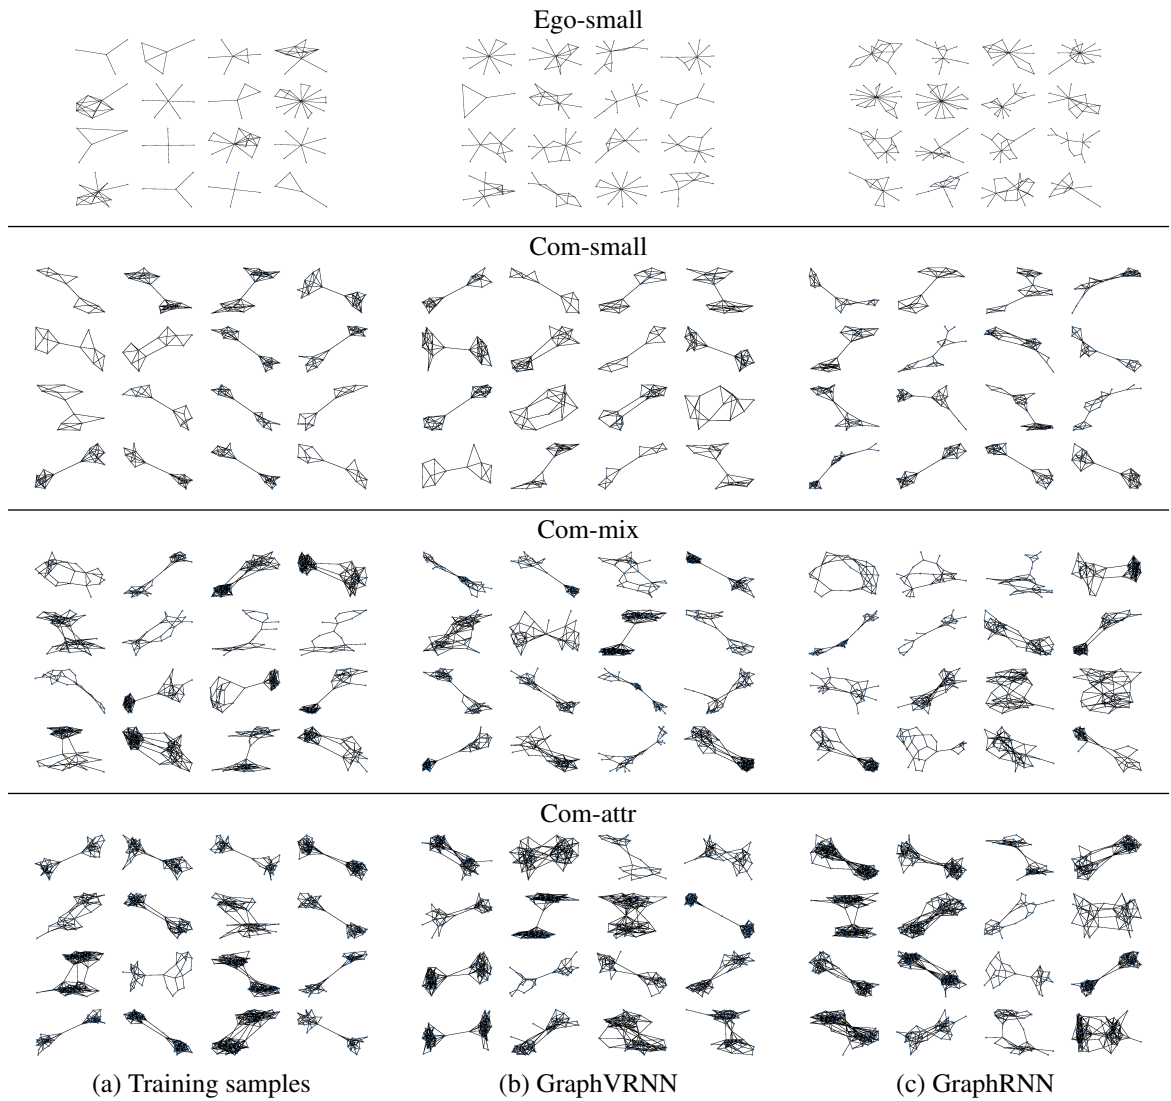 Ego-small
Com-small
Com-mix
Com-attr
(a) Training samples
(b) GraphVRNN
(c) GraphRNN